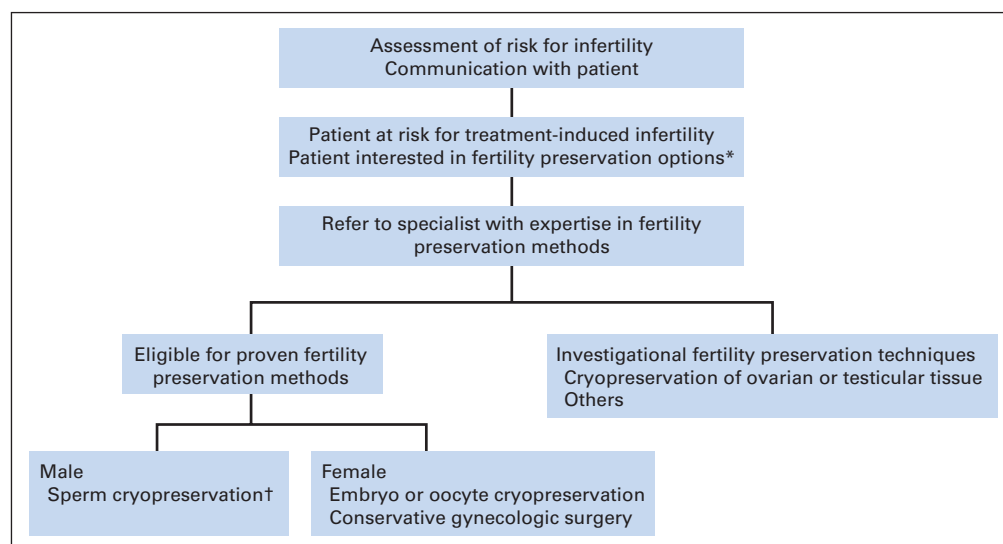 Assessment of risk for infertility
Communication with patient
Patient at risk for treatment-induced infertility
Patient interested in fertility preservation options*
Refer to specialist with expertise in fertility
preservation methods
Eligible for proven fertility
preservation methods
Investigational fertility preservation techniques
Cryopreservation of ovarian or testicular tissue
Others
Male
Sperm cryopreservation†
Female
Embryo or oocyte cryopreservation
Conservative gynecologic surgery